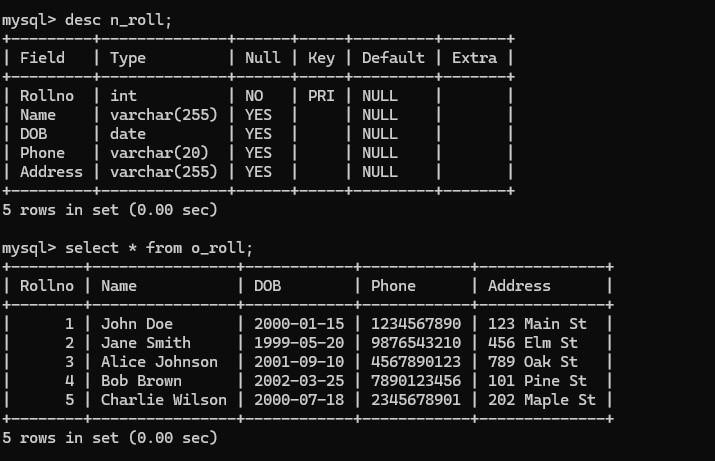 mysql> desc n_roll;
+---------+--------------+------+-----+---------+-------+
| Field   | Type         | Null | Key | Default | Extra |
+---------+--------------+------+-----+---------+-------+
| Rollno  | int          | NO   | PRI | NULL    |       |
| Name    | varchar(255) | YES  |     | NULL    |       |
| DOB     | date         | YES  |     | NULL    |       |
| Phone   | varchar(20)  | YES  |     | NULL    |       |
| Address | varchar(255) | YES  |     | NULL    |       |
+---------+--------------+------+-----+---------+-------+
5 rows in set (0.00 sec)

mysql> select * from o_roll;
+--------+----------------+------------+------------+--------------+
| Rollno | Name           | DOB        | Phone      | Address      |
+--------+----------------+------------+------------+--------------+
|      1 | John Doe       | 2000-01-15 | 1234567890 | 123 Main St  |
|      2 | Jane Smith     | 1999-05-20 | 9876543210 | 456 Elm St   |
|      3 | Alice Johnson  | 2001-09-10 | 4567890123 | 789 Oak St   |
|      4 | Bob Brown      | 2002-03-25 | 7890123456 | 101 Pine St  |
|      5 | Charlie Wilson | 2000-07-18 | 2345678901 | 202 Maple St |
+--------+----------------+------------+------------+--------------+
5 rows in set (0.00 sec)